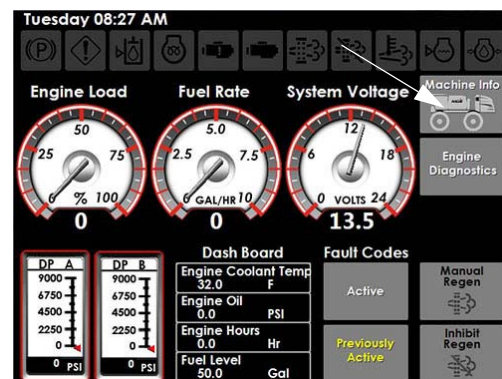 Tuesday 08:27 AM
(P)
Engine Load
Fuel Rate
System Voltage
Machine Info
25
50
75
0
%
100
0
2.5
5.0
7.5
0
GAL/HR
10
0
6
12
18
0
VOLTS
24
13.5
Engine
Diagnostics
DP A
9000
6750
4500
2250
0
0 PSI
DP B
9000
6750
4500
2250
0
0 PSI
Dash Board
Engine Coolant Temp
32.0 F
Engine Oil
0.0 PSI
Engine Hours
0.0 Hr
Fuel Level
50.0 Gal
Fault Codes
Active
Previously
Active
Manual
Regen
Inhibit
Regen